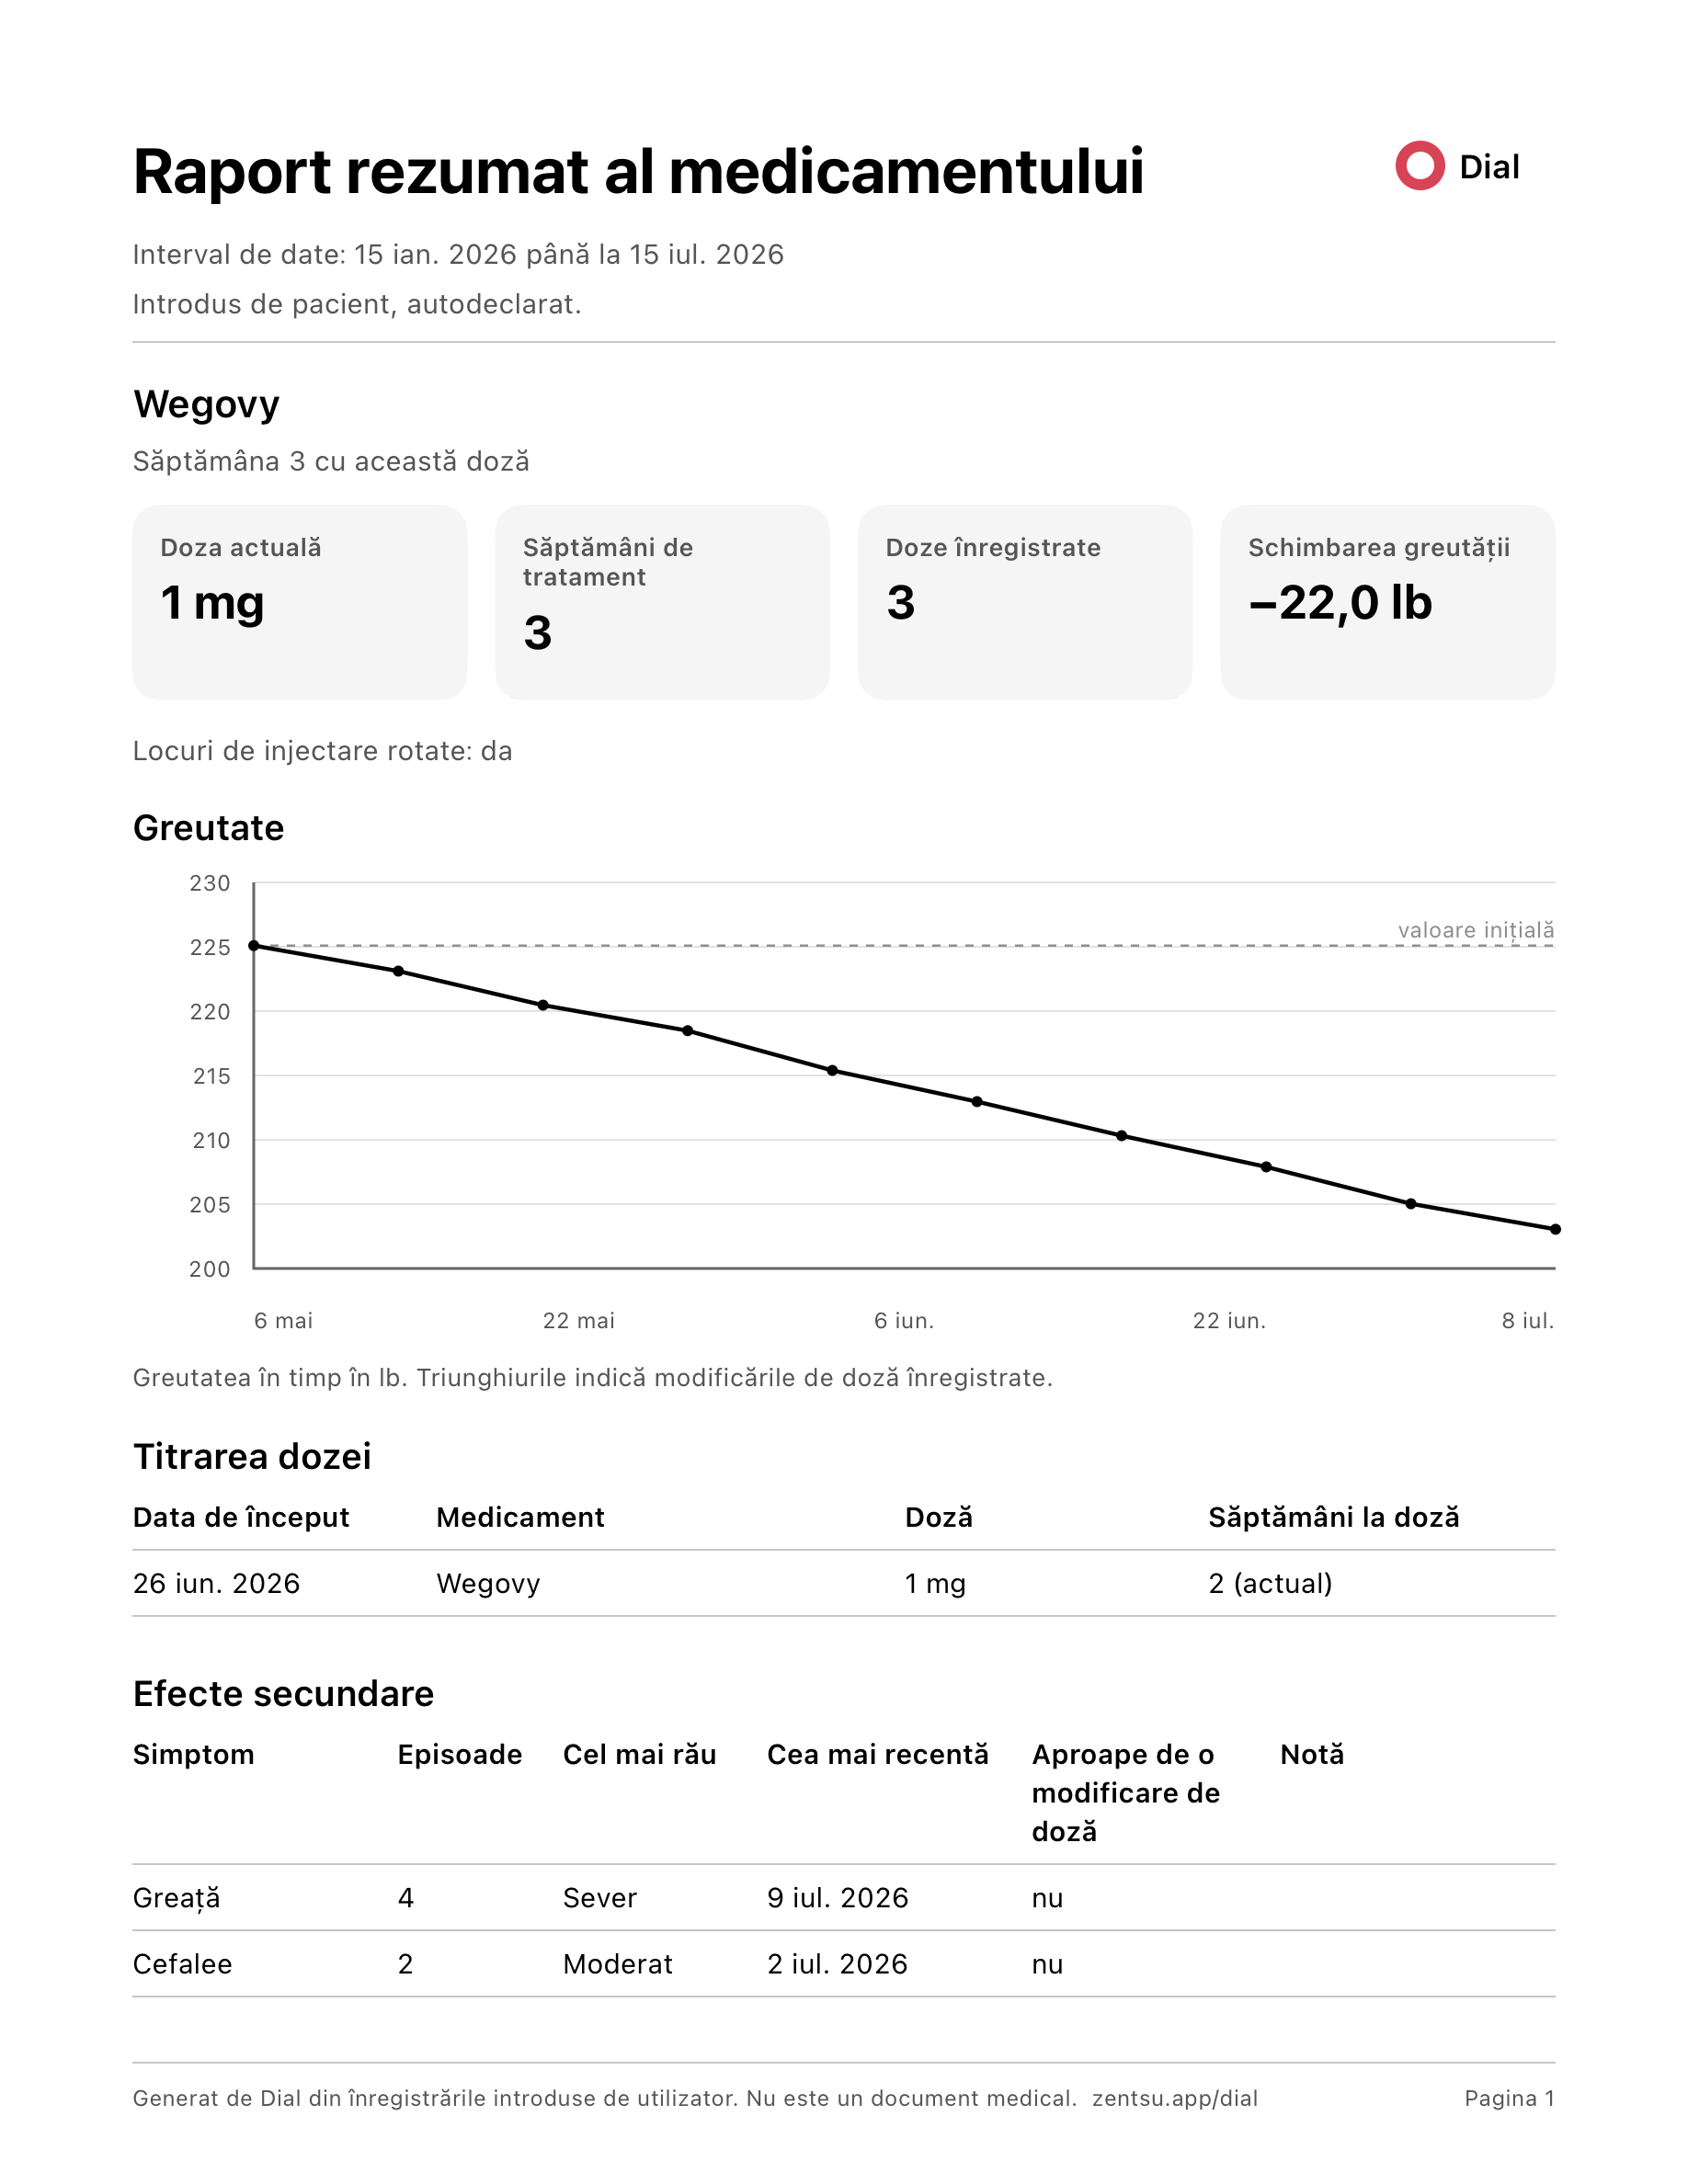 Raport rezumat al medicamentului
Dial
Interval de date: 15 ian. 2026 până la 15 iul. 2026
Introdus de pacient, autodeclarat.
Wegovy
Săptămâna 3 cu această doză
Doza actuală
1 mg
Săptămâni de
tratament
3
Doze înregistrate
3
Schimbarea greutății
−22,0 lb
Locuri de injectare rotate: da
Greutate
230
valoare inițială
225
220
215
210
205
200
6 mai 22 mai 6 iun. 22 iun. 8 iul.
Greutatea în timp în lb. Triunghiurile indică modificările de doză înregistrate.
Titrarea dozei
Data de început Medicament Doză Săptămâni la doză
26 iun. 2026 Wegovy 1 mg 2 (actual)
Efecte secundare
Simptom Episoade Cel mai rău Cea mai recentă Aproape de o Notă
modificare de
doză
Greață 4 Sever 9 iul. 2026 nu
Cefalee 2 Moderat 2 iul. 2026 nu
Generat de Dial din înregistrările introduse de utilizator. Nu este un document medical. zentsu.app/dial Pagina 1